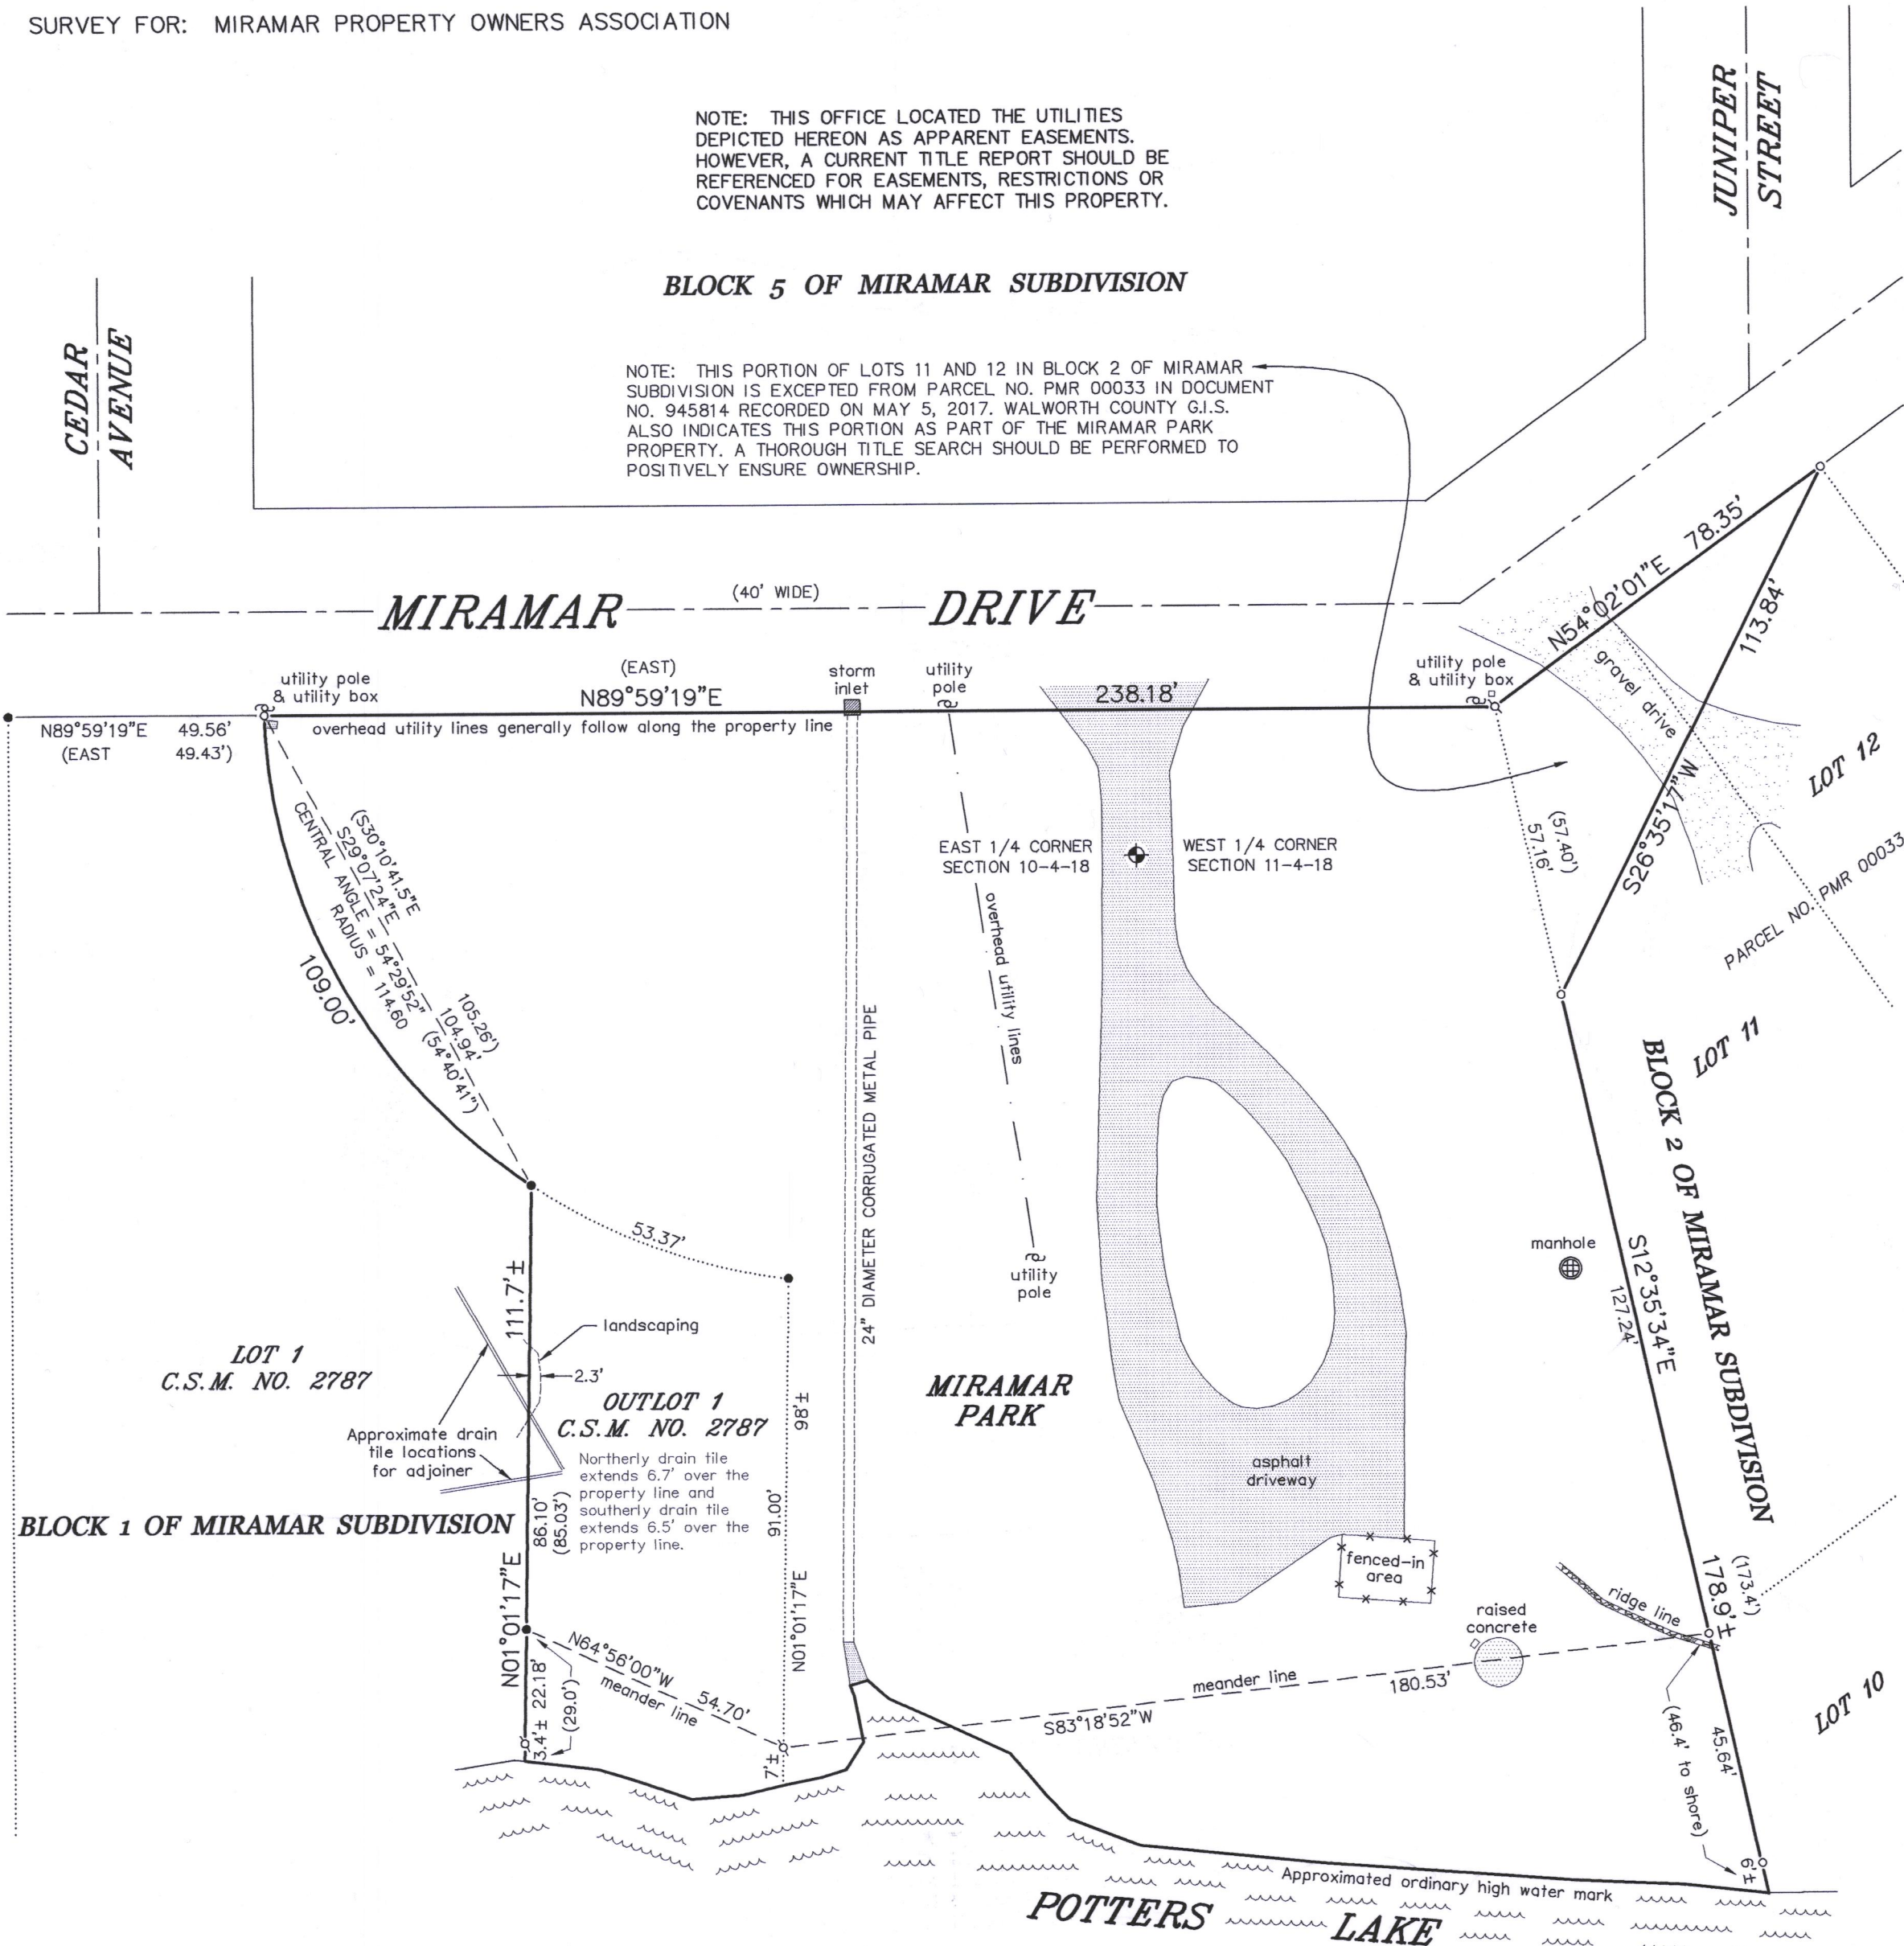 SURVEY FOR: MIRAMAR PROPERTY OWNERS ASSOCIATION
NOTE: THIS OFFICE LOCATED THE UTILITIES
DEPICTED HEREON AS APPARENT EASEMENTS.
HOWEVER, A CURRENT TITLE REPORT SHOULD BE
REFERENCED FOR EASEMENTS, RESTRICTIONS OR
COVENANTS WHICH MAY AFFECT THIS PROPERTY.
JUNIPER
STREET
BLOCK 5 OF MIRAMAR SUBDIVISION
CEDAR
AVENUE
NOTE: THIS PORTION OF LOTS 11 AND 12 IN BLOCK 2 OF MIRAMAR
SUBDIVISION IS EXCEPTED FROM PARCEL NO. PMR 00033 IN DOCUMENT
NO. 945814 RECORDED ON MAY 5, 2017. WALWORTH COUNTY G.I.S.
ALSO INDICATES THIS PORTION AS PART OF THE MIRAMAR PARK
PROPERTY. A THOROUGH TITLE SEARCH SHOULD BE PERFORMED TO
POSITIVELY ENSURE OWNERSHIP.
MIRAMAR (40' WIDE) DRIVE
N54°02'01"E 78.35'
113.84'
S26°35'17"W
gravel drive
utility pole
& utility box
(EAST)
N89°59'19"E
storm
inlet
utility
pole
238.18'
utility pole
& utility box
overhead utility lines generally follow along the property line
N89°59'19"E 49.56'
(EAST 49.43')
LOT 12
(57.40')
57.16'
PARCEL NO. PMR 00033
(S30°10'41.5"E 105.26')
S29°07'24"E 104.94'
CENTRAL ANGLE = 54°29'52" (54°40'41")
RADIUS = 114.60
109.00'
EAST 1/4 CORNER
SECTION 10-4-18
WEST 1/4 CORNER
SECTION 11-4-18
overhead utility lines
24" DIAMETER CORRUGATED METAL PIPE
LOT 11
BLOCK 2 OF MIRAMAR SUBDIVISION
53.37'
utility
pole
manhole
S12°35'34"E
127.24'
111.7'±
landscaping
2.3'
LOT 1
C.S.M. NO. 2787
OUTLOT 1
C.S.M. NO. 2787
98'±
MIRAMAR
PARK
Approximate drain
tile locations
for adjoiner
Northerly drain tile
extends 6.7' over the
property line and
southerly drain tile
extends 6.5' over the
property line.
asphalt
driveway
BLOCK 1 OF MIRAMAR SUBDIVISION
86.10'
(85.03')
91.00'
N01°01'17"E
N01°01'17"E
fenced-in
area
raised
concrete
ridge line
(173.4')
178.9'±
N64°56'00"W 54.70'
meander line
22.18'
3.4'±
(29.0')
7'±
meander line
S83°18'52"W
180.53'
(46.4' to shore)
45.64'
LOT 10
6'±
Approximated ordinary high water mark
POTTERS LAKE